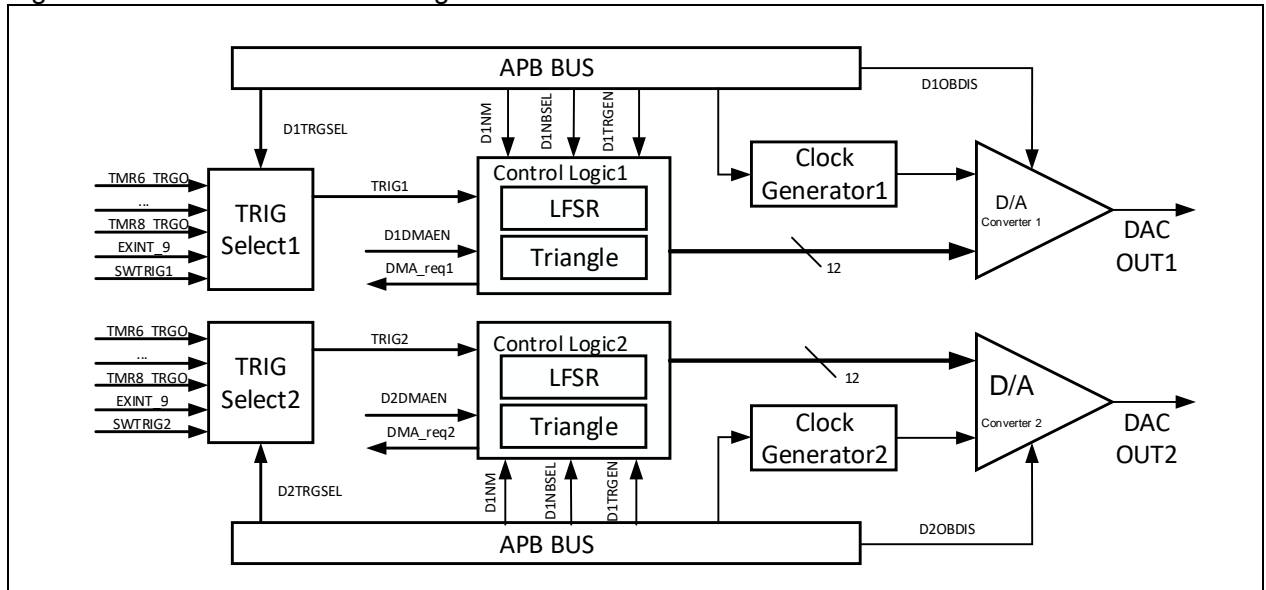 APB BUS
D1OBDIS
D1TRGSEL
D1NM
D1NBSEL
D1TRGEN
TMR6_TRGO
...
TMR8_TRGO
EXINT_9
SWTRIG1
TRIG
Select1
TRIG1
D1DMAEN
DMA_req1
Control Logic1
LFSR
Triangle
Clock
Generator1
12
D/A
Converter 1
DAC
OUT1
TMR6_TRGO
...
TMR8_TRGO
EXINT_9
SWTRIG2
TRIG
Select2
TRIG2
D2DMAEN
DMA_req2
Control Logic2
LFSR
Triangle
12
Clock
Generator2
D/A
Converter 2
DAC
OUT2
D2TRGSEL
D1NM
D1NBSEL
D1TRGEN
D2OBDIS
APB BUS